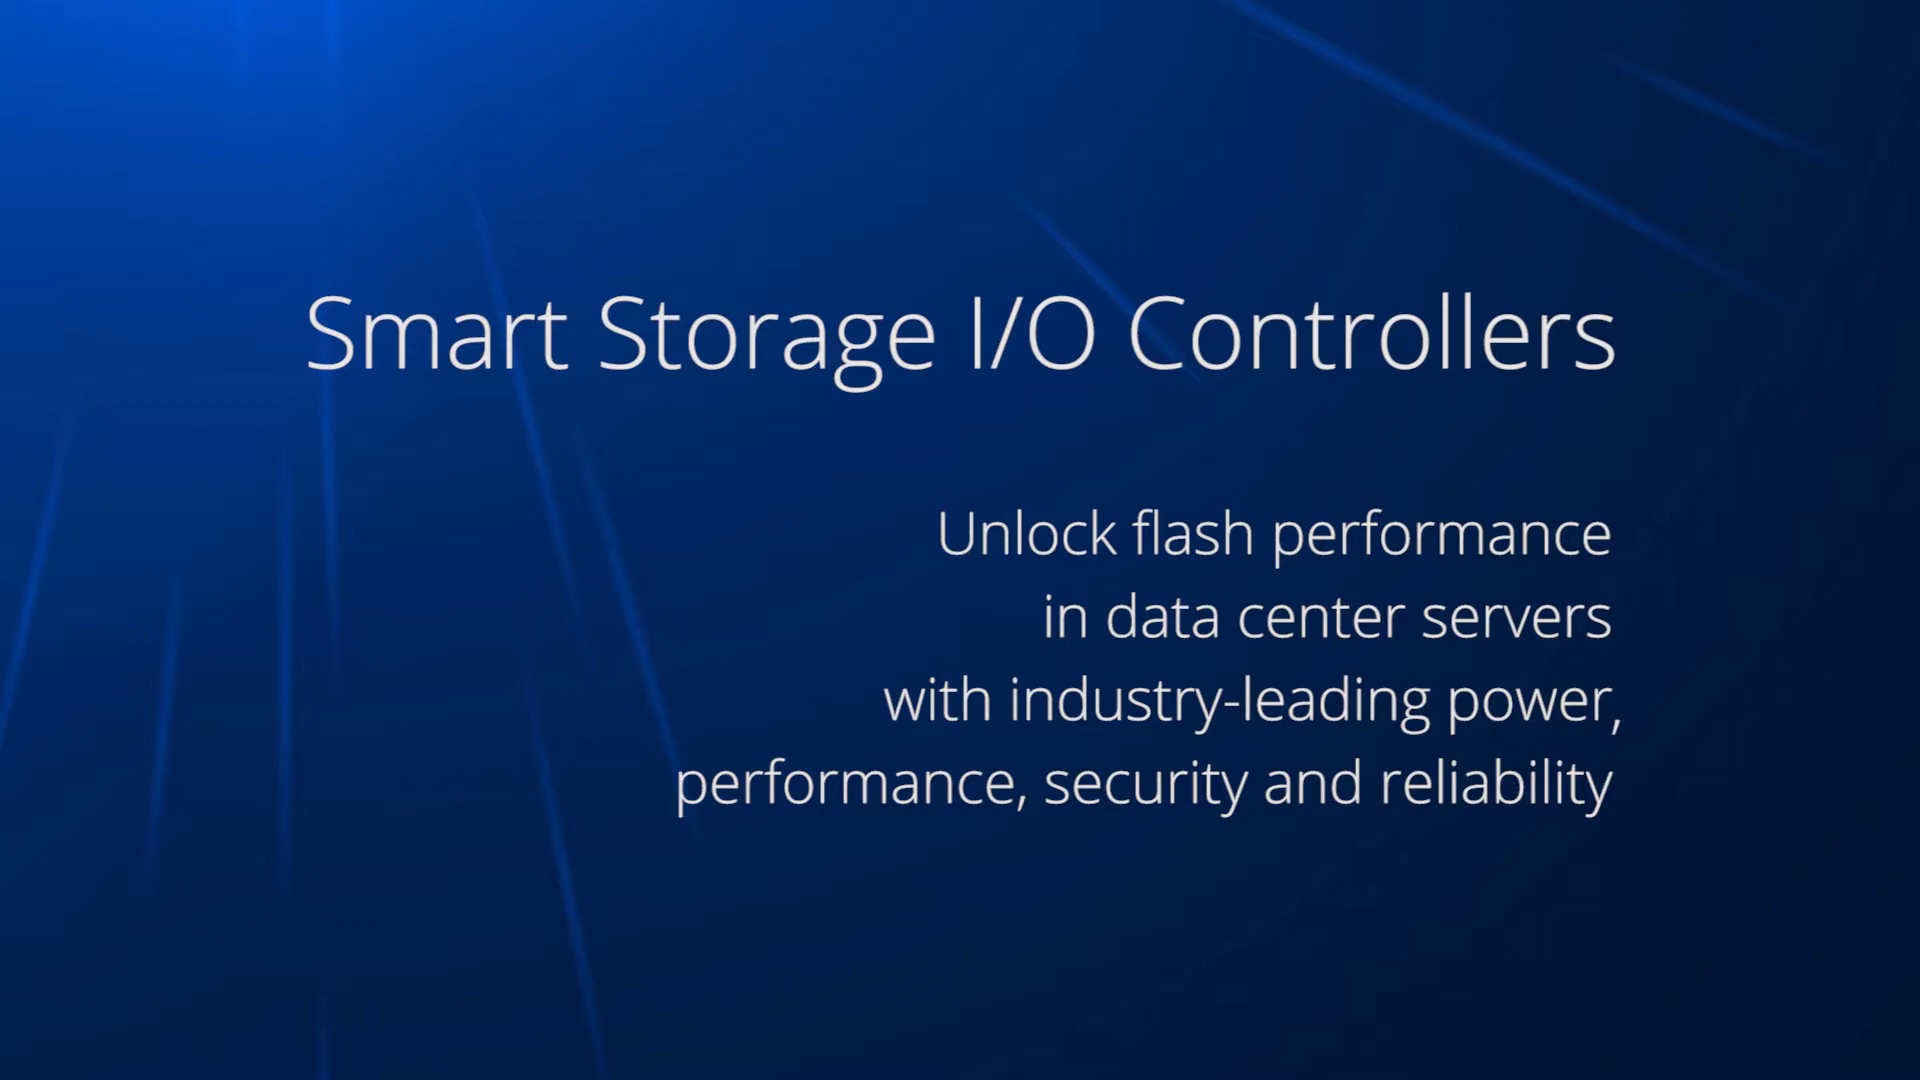 Smart Storage I/O Controllers
Unlock flash performance
in data center servers
with industry-leading power,
performance, security and reliability